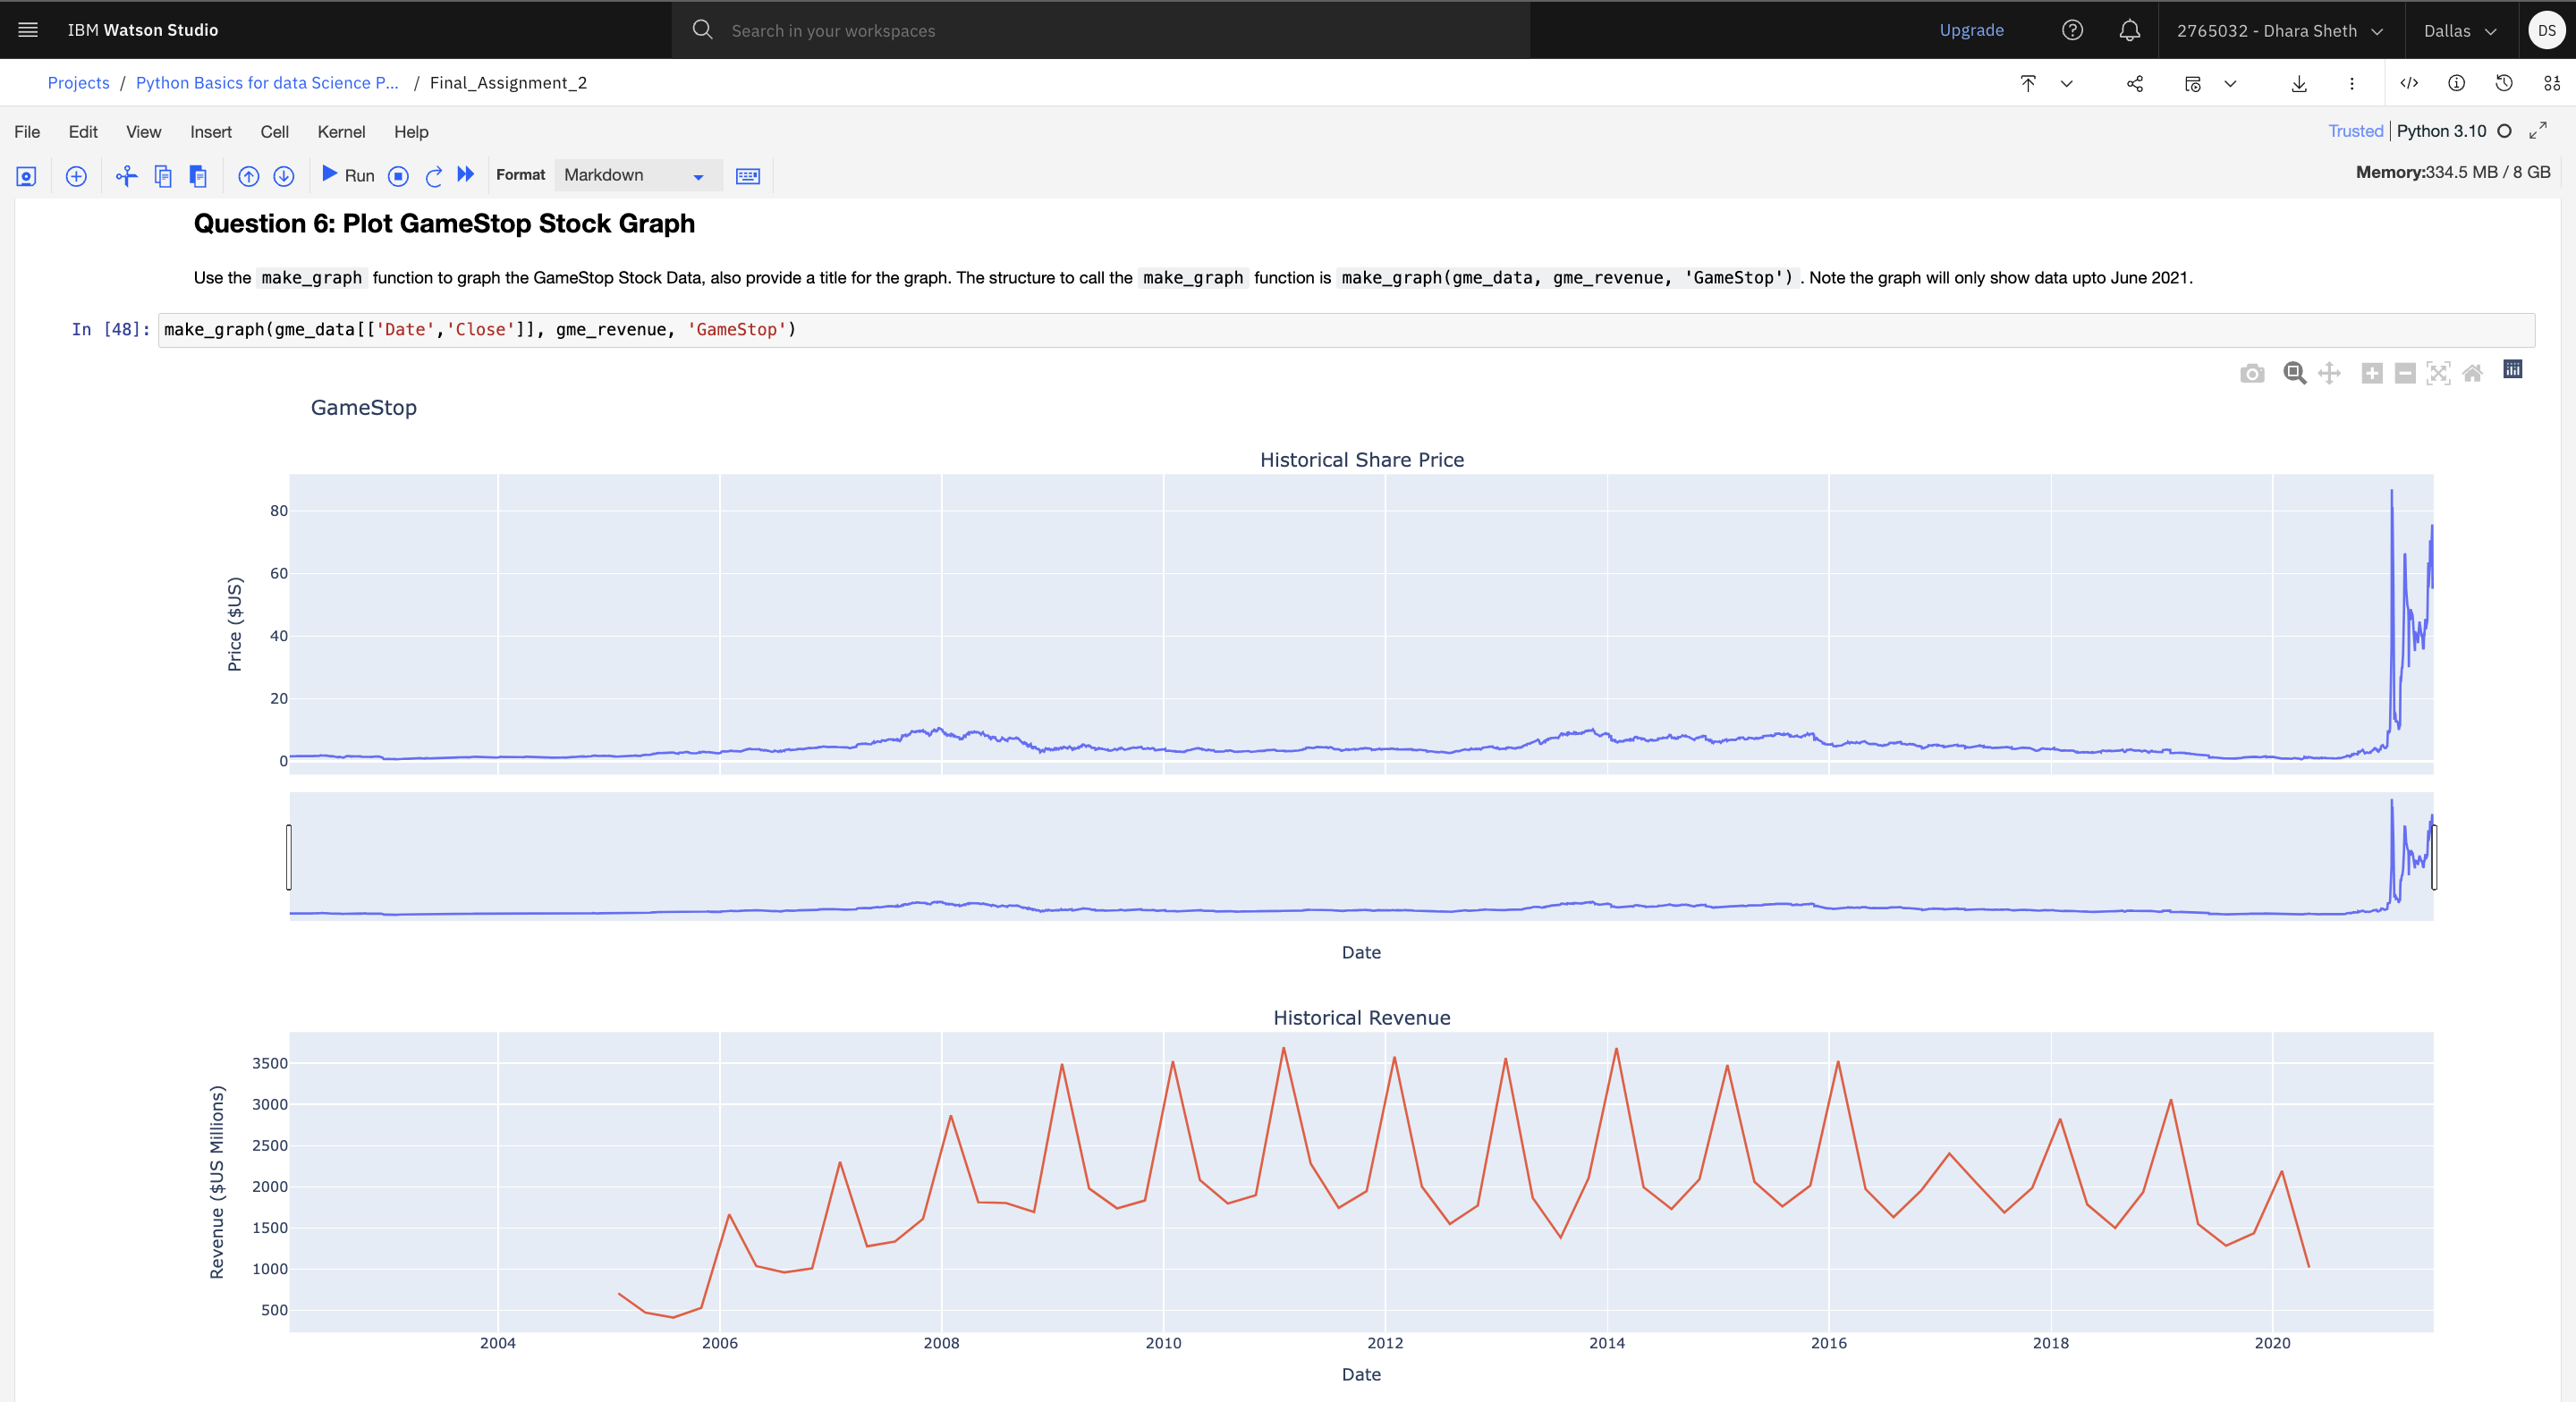 IBM Watson Studio
Search in your workspaces
Upgrade
2765032 - Dhara Sheth
Dallas
DS
Projects / Python Basics for data Science P... / Final_Assignment_2
File Edit View Insert Cell Kernel Help
Trusted | Python 3.10
Run
Format
Markdown
Memory:334.5 MB / 8 GB
Question 6: Plot GameStop Stock Graph
Use the make_graph function to graph the GameStop Stock Data, also provide a title for the graph. The structure to call the make_graph function is make_graph(gme_data, gme_revenue, 'GameStop') . Note the graph will only show data upto June 2021.
In [48]: make_graph(gme_data[['Date','Close']], gme_revenue, 'GameStop')
GameStop
Historical Share Price
Price ($US)
80
60
40
20
0
Date
Historical Revenue
Revenue ($US Millions)
3500
3000
2500
2000
1500
1000
500
2004 2006 2008 2010 2012 2014 2016 2018 2020
Date